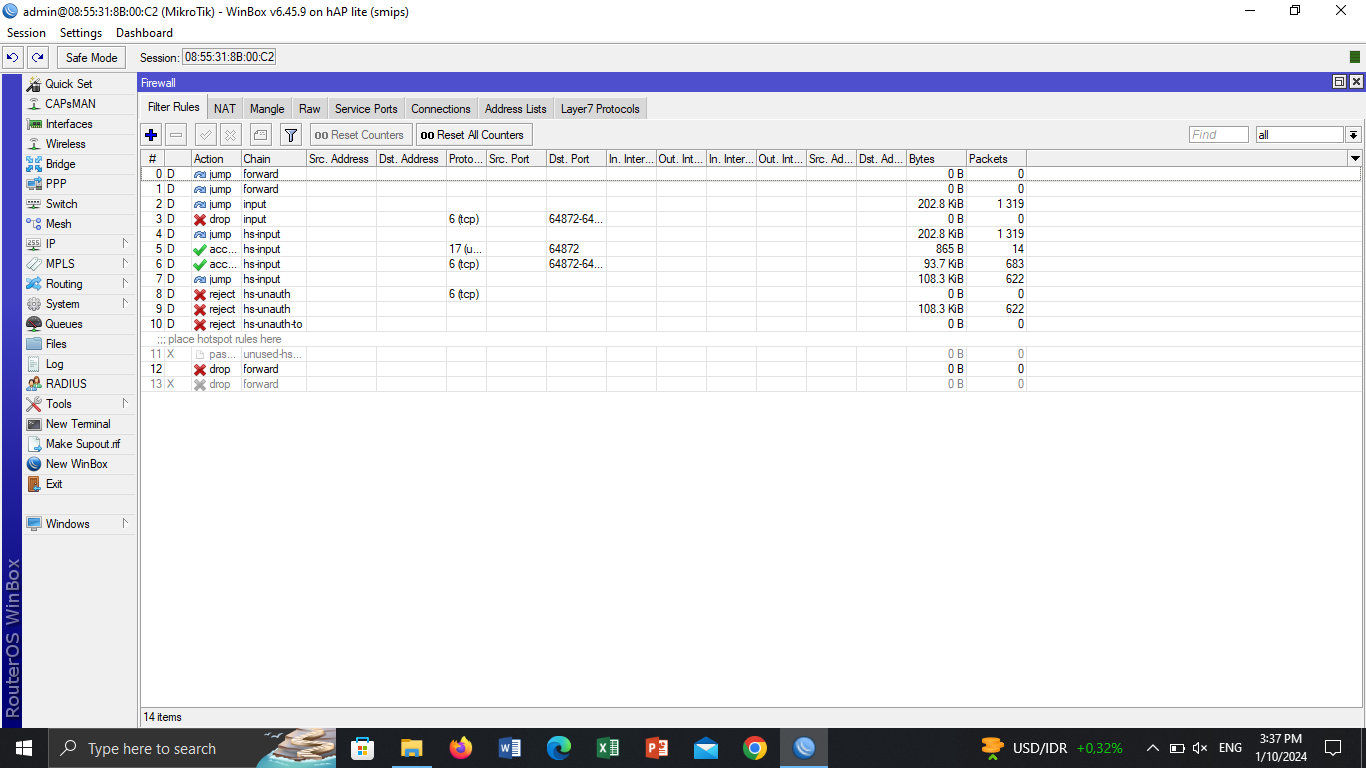 admin@08:55:31:8B:00:C2 (MikroTik) - WinBox v6.45.9 on hAP lite (smips)
Session Settings Dashboard
Safe Mode Session: 08:55:31:8B:00:C2
Quick Set
CAPsMAN
Interfaces
Wireless
Bridge
PPP
Switch
Mesh
IP
MPLS
Routing
System
Queues
Files
Log
RADIUS
Tools
New Terminal
Make Supout.rif
New WinBox
Exit
Windows
RouterOS WinBox
Firewall
Filter Rules NAT Mangle Raw Service Ports Connections Address Lists Layer7 Protocols
00 Reset Counters 00 Reset All Counters Find all
# Action Chain Src. Address Dst. Address Proto... Src. Port Dst. Port In. Inter... Out. Int... In. Inter... Out. Int... Src. Ad... Dst. Ad... Bytes Packets
0 D jump forward 0 B 0
1 D jump forward 0 B 0
2 D jump input 202.8 KiB 1 319
3 D drop input 6 (tcp) 64872-64... 0 B 0
4 D jump hs-input 202.8 KiB 1 319
5 D acc... hs-input 17 (u... 64872 865 B 14
6 D acc... hs-input 6 (tcp) 64872-64... 93.7 KiB 683
7 D jump hs-input 108.3 KiB 622
8 D reject hs-unauth 6 (tcp) 0 B 0
9 D reject hs-unauth 108.3 KiB 622
10 D reject hs-unauth-to 0 B 0
;;; place hotspot rules here
11 X pas... unused-hs... 0 B 0
12 drop forward 0 B 0
13 X drop forward 0 B 0
14 items
Type here to search
USD/IDR +0,32%
ENG
3:37 PM
1/10/2024